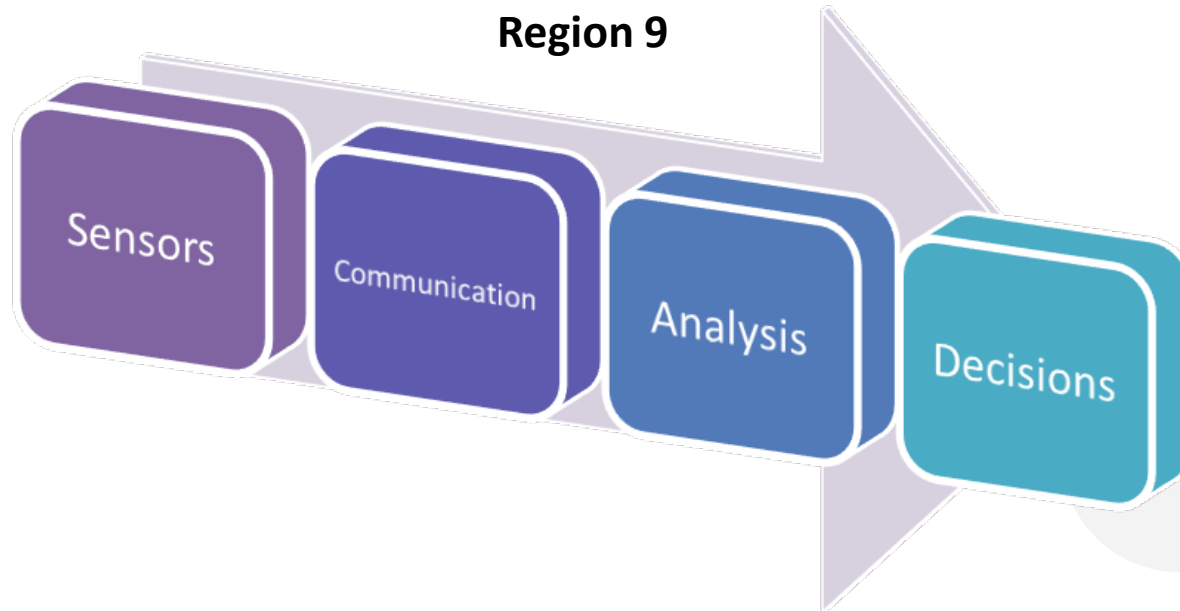 Region 9
Sensors
Communication
Analysis
Decisions